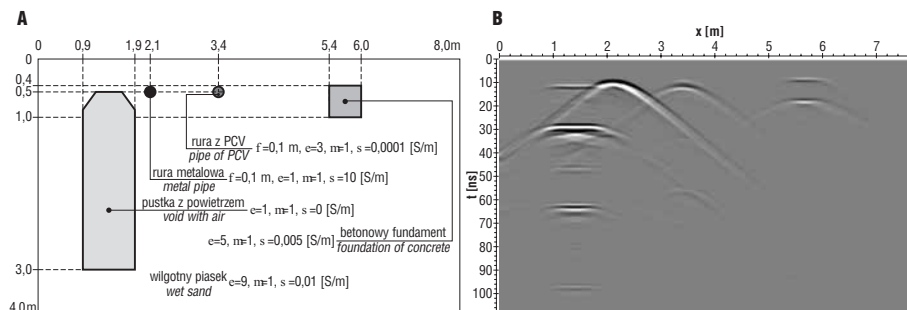 A
0 0,9 1,9 2,1 3,4 5,4 6,0 8,0m
0
0,4
0,5
1,0
rura z PCV
pipe of PCV
f=0,1 m, e=3, m=1, s=0,0001 [S/m]
rura metalowa
metal pipe
f=0,1 m, e=1, m=1, s=10 [S/m]
pustka z powietrzem
void with air
e=1, m=1, s=0 [S/m]
e=5, m=1, s=0,005 [S/m]
betonowy fundament
foundation of concrete
3,0
wilgotny piasek
wet sand
e=9, m=1, s=0,01 [S/m]
4,0m
B
x [m]
0 1 2 3 4 5 6 7
t [ns]
0
10
20
30
40
50
60
70
80
90
100